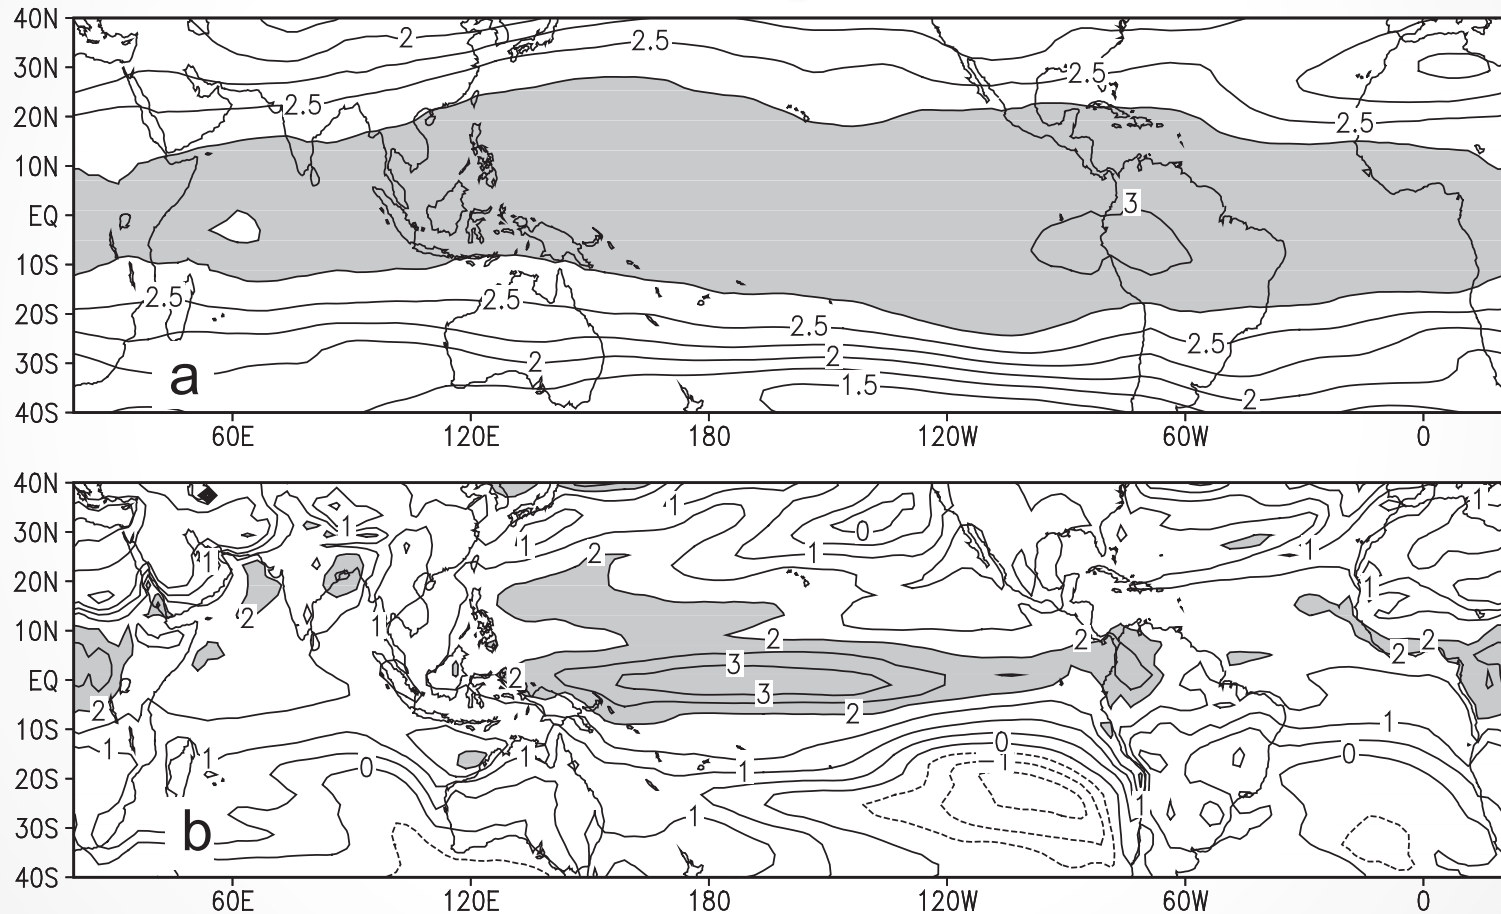 40N
2 2.5
30N 2.5
2.5
20N 2.5
10N
3
EQ
10S
2.5 2.5
20S 2.5
2.5
30S 2 2
a 1.5 2
40S
60E 120E 180 120W 60W 0
40N
1 1
30N 1 0
1 1 2 1 1
20N 1
2
10N 1 2 2 2
2
EQ 2 3
3
2 2
10S 1
1 1 1 0 0
0 1 1
20S
1
1
30S b
40S
60E 120E 180 120W 60W 0